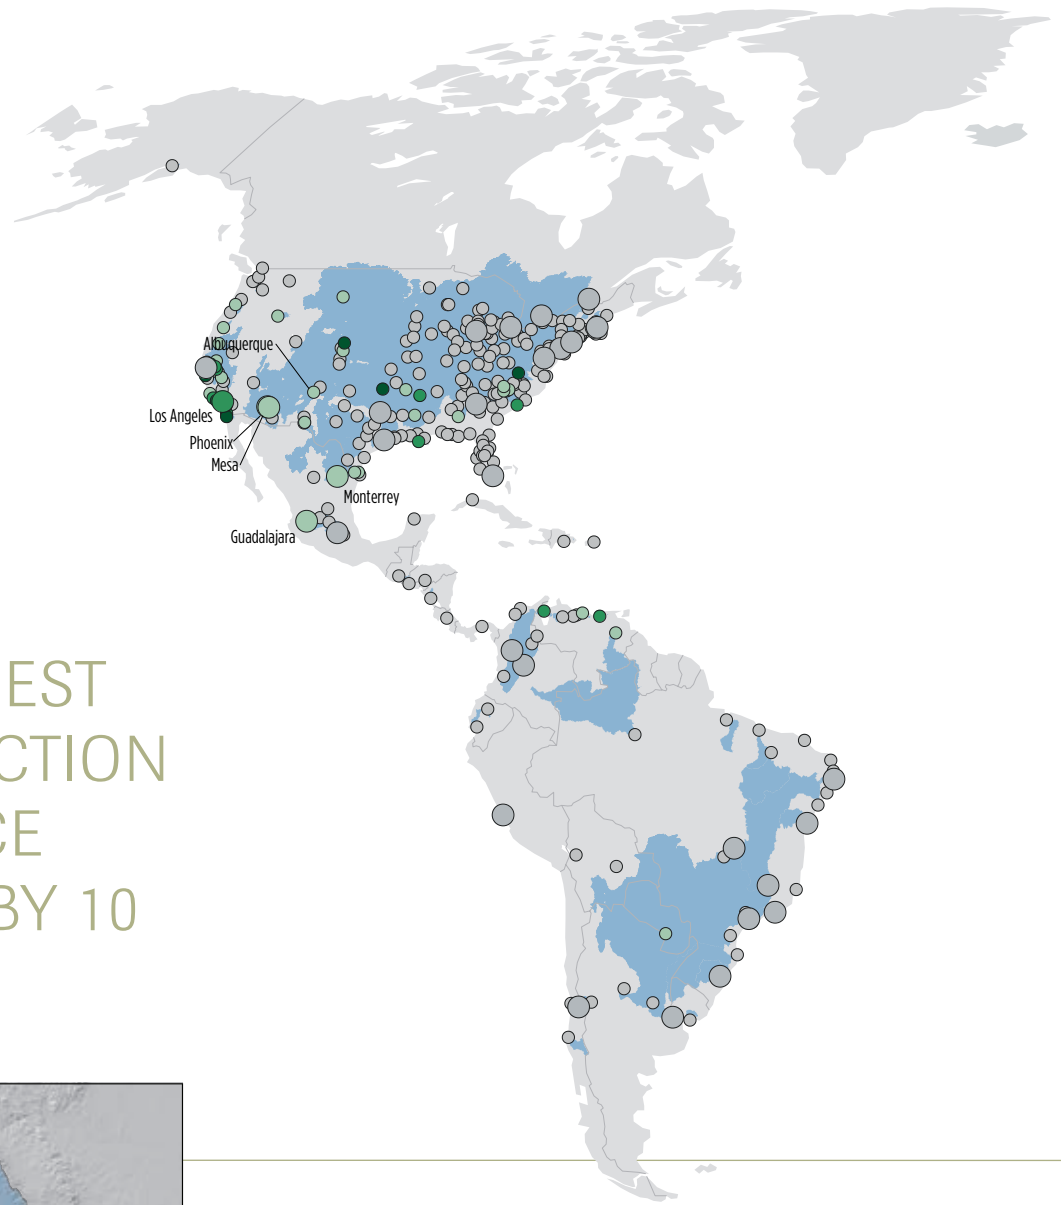 Albuquerque
Los Angeles
Phoenix
Mesa
Monterrey
Guadalajara
EST
CTION
CE
BY 10